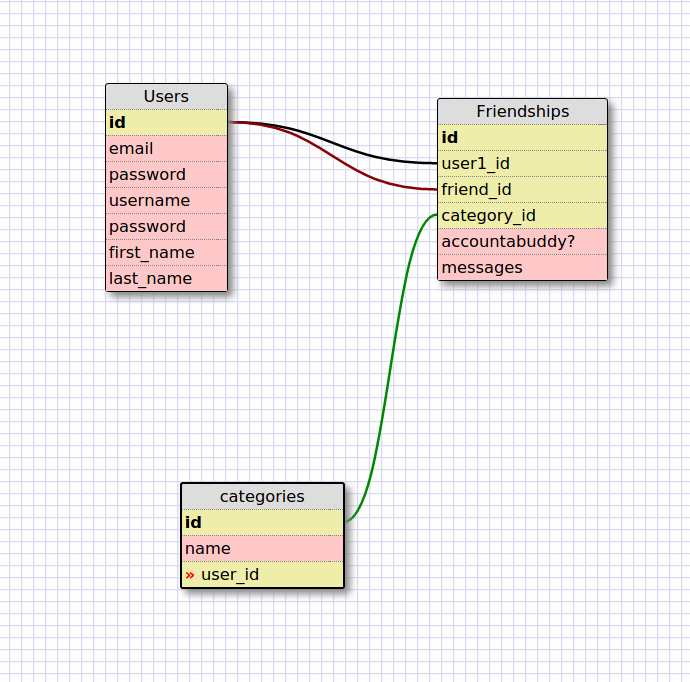 Users
id
email
password
username
password
first_name
last_name
Friendships
id
user1_id
friend_id
category_id
accountabuddy?
messages
categories
id
name
» user_id